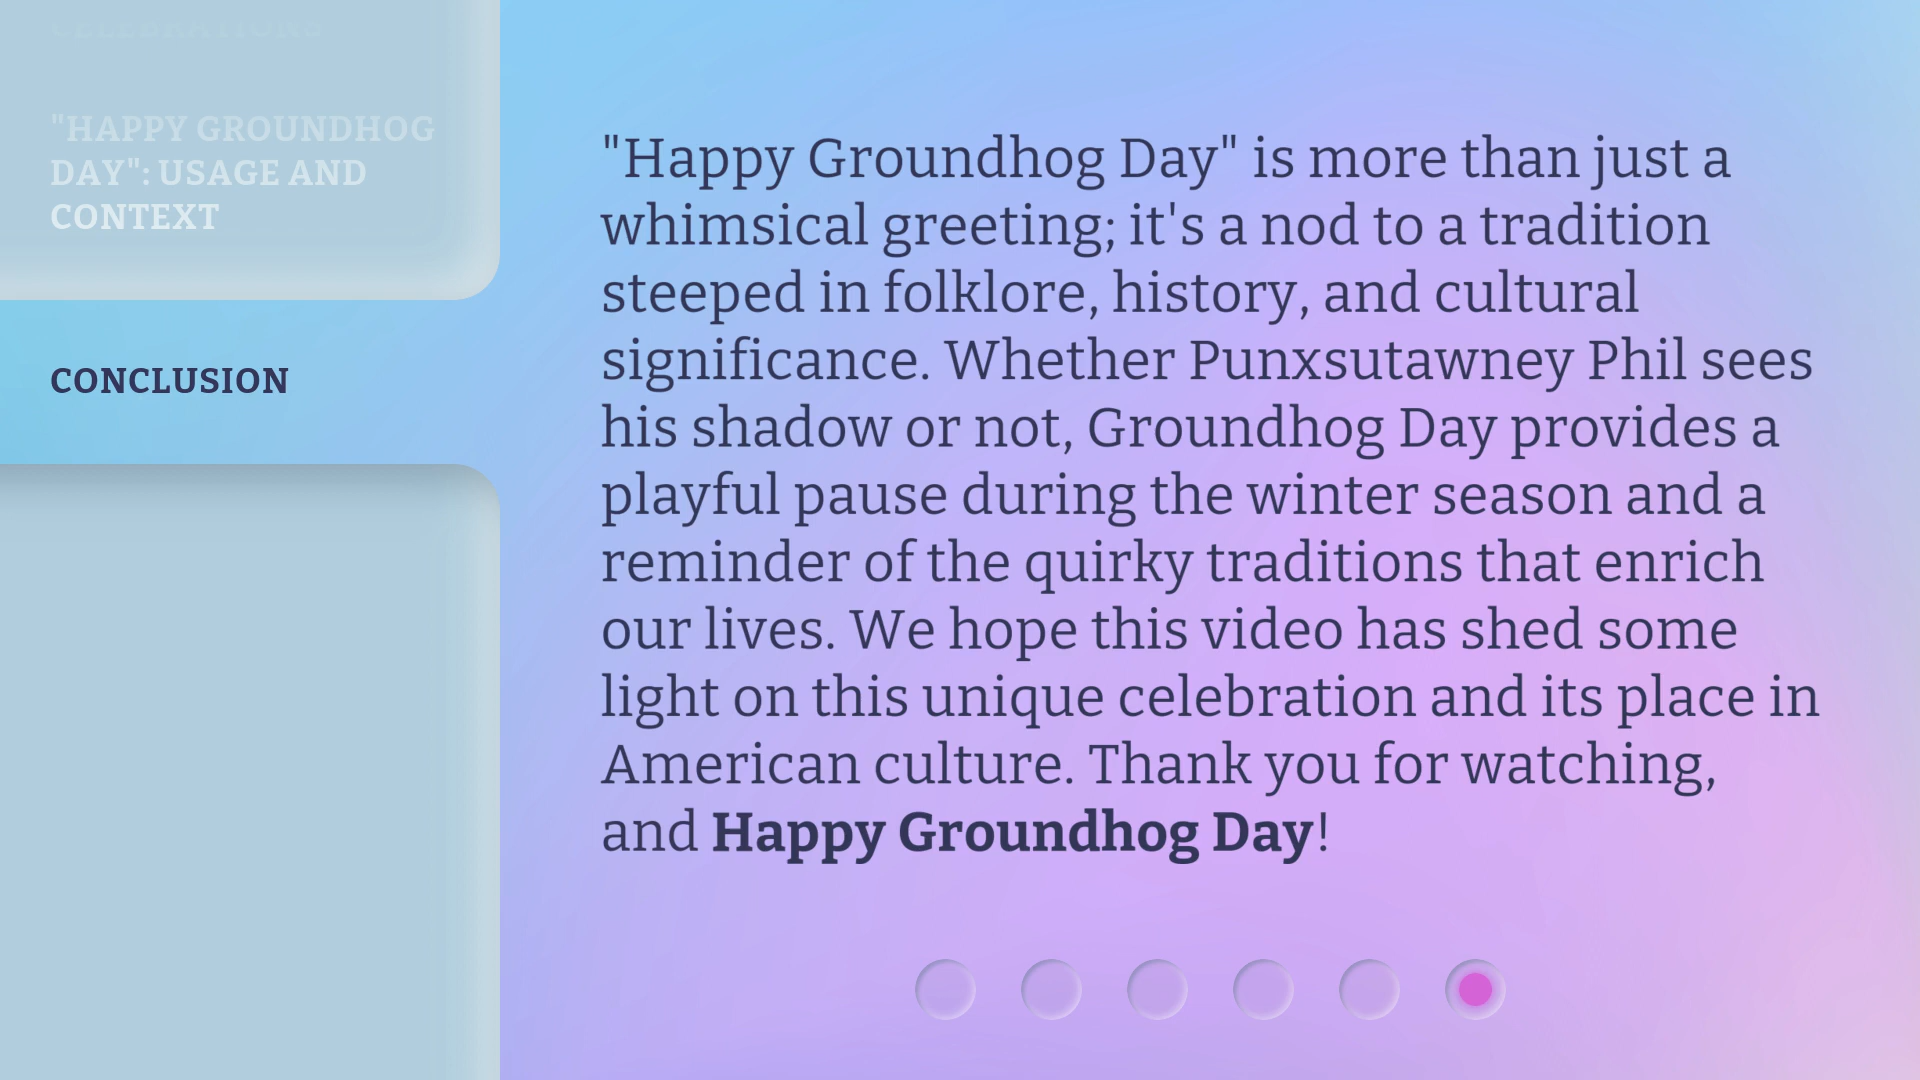 CELEBRATIONS
"HAPPY GROUNDHOG
DAY": USAGE AND
CONTEXT
CONCLUSION
"Happy Groundhog Day" is more than just a
whimsical greeting; it's a nod to a tradition
steeped in folklore, history, and cultural
significance. Whether Punxsutawney Phil sees
his shadow or not, Groundhog Day provides a
playful pause during the winter season and a
reminder of the quirky traditions that enrich
our lives. We hope this video has shed some
light on this unique celebration and its place in
American culture. Thank you for watching,
and Happy Groundhog Day!